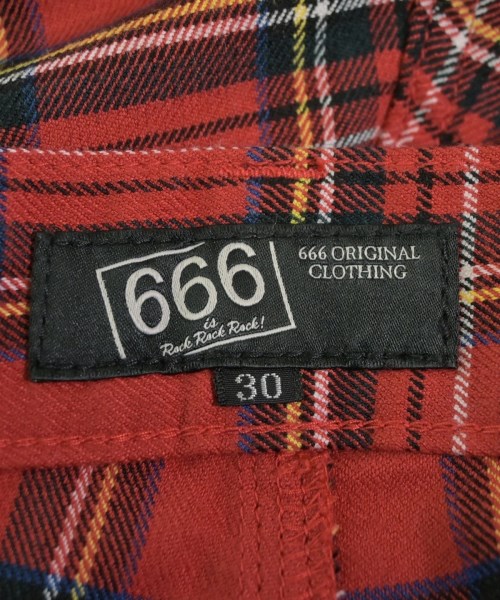 666
is
Rock Rock Rock!
666 ORIGINAL
CLOTHING
30